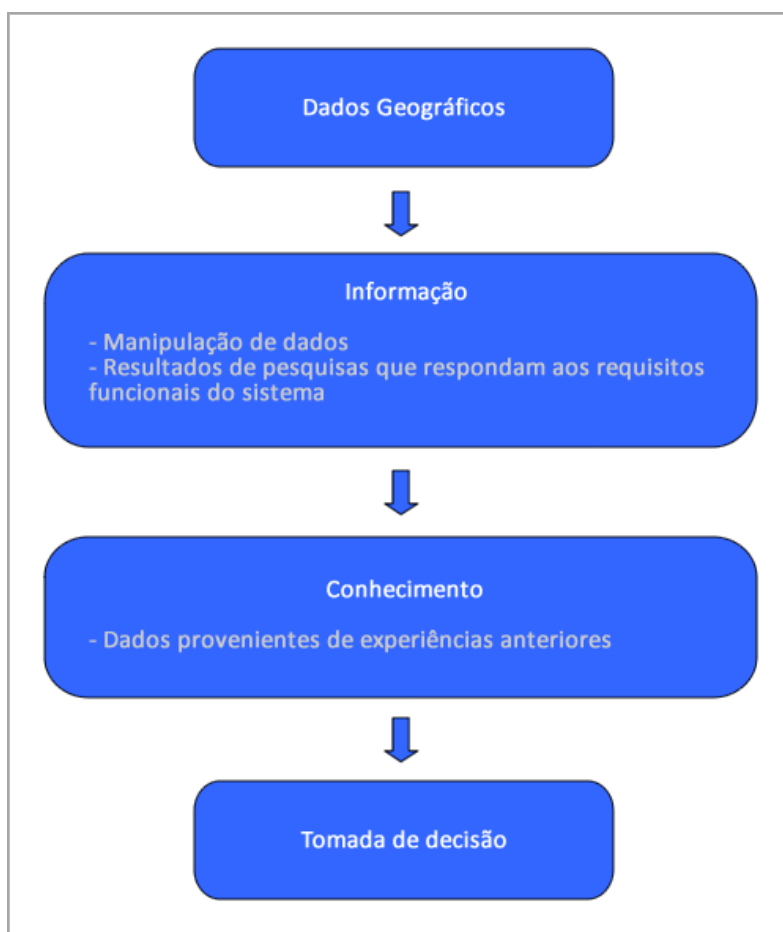 Dados Geográficos
Informação
- Manipulação de dados
- Resultados de pesquisas que respondam aos requisitos
funcionais do sistema
Conhecimento
- Dados provenientes de experiências anteriores
Tomada de decisão